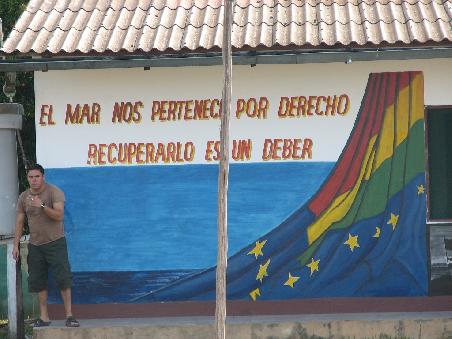 EL MAR NOS PERTENECE POR DERECHO
RECUPERARLO ES UN DEBER